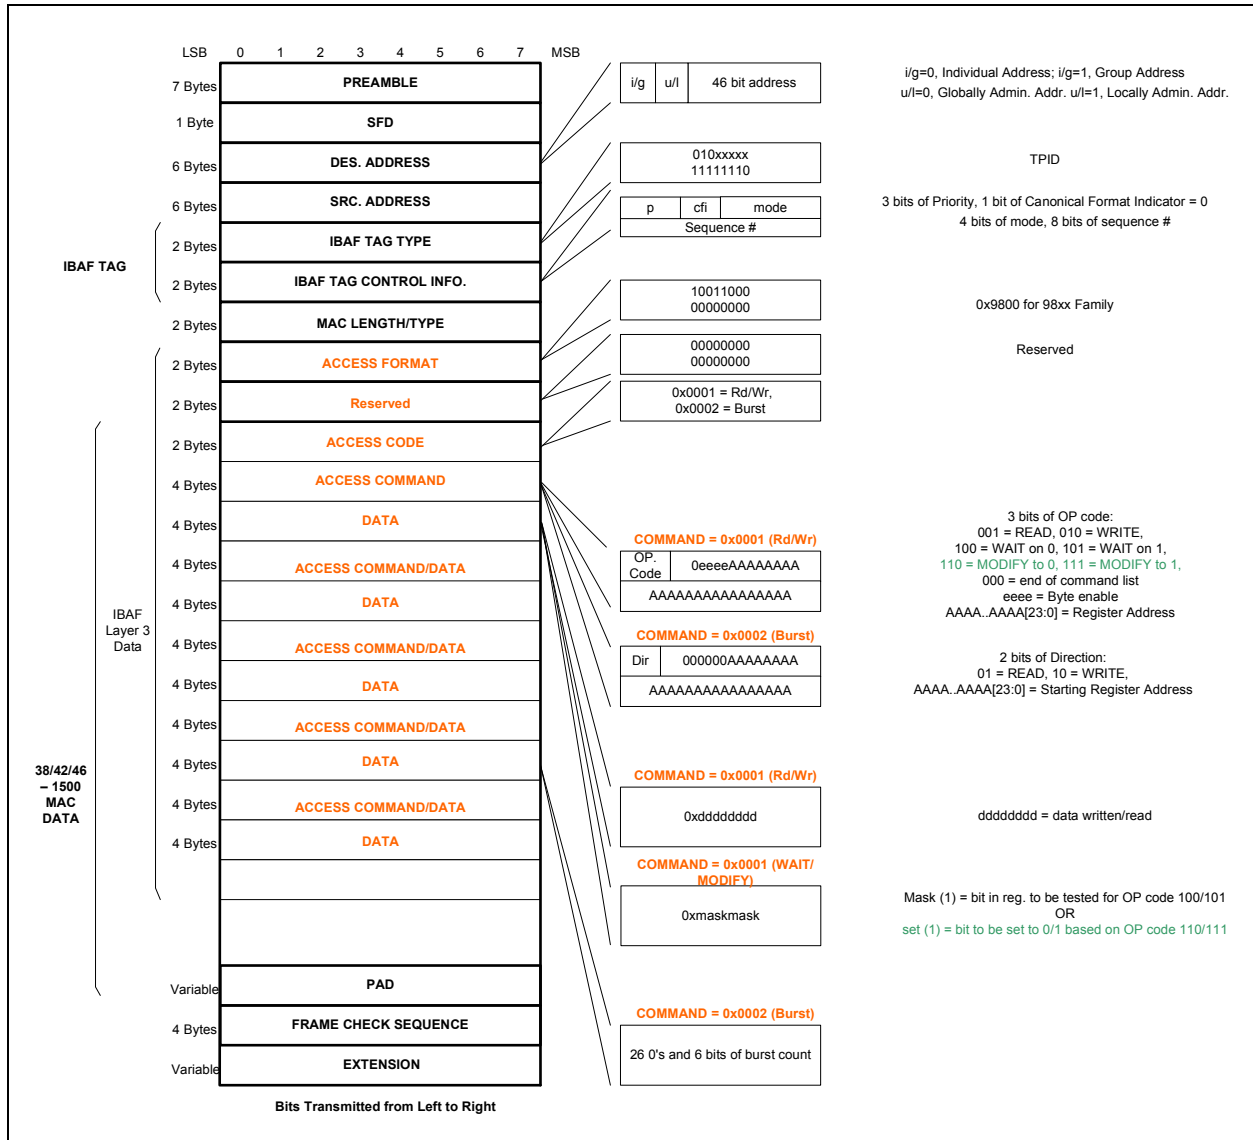 LSB 0 1 2 3 4 5 6 7 MSB
7 Bytes PREAMBLE
1 Byte SFD
6 Bytes DES. ADDRESS
6 Bytes SRC. ADDRESS
IBAF TAG
2 Bytes IBAF TAG TYPE
2 Bytes IBAF TAG CONTROL INFO.
2 Bytes MAC LENGTH/TYPE
2 Bytes ACCESS FORMAT
2 Bytes Reserved
2 Bytes ACCESS CODE
4 Bytes ACCESS COMMAND
4 Bytes DATA
4 Bytes ACCESS COMMAND/DATA
4 Bytes DATA
4 Bytes ACCESS COMMAND/DATA
4 Bytes DATA
4 Bytes ACCESS COMMAND/DATA
4 Bytes DATA
4 Bytes ACCESS COMMAND/DATA
4 Bytes DATA
IBAF
Layer 3
Data
38/42/46
– 1500
MAC
DATA
Variable PAD
4 Bytes FRAME CHECK SEQUENCE
Variable EXTENSION
Bits Transmitted from Left to Right
i/g u/l 46 bit address
i/g=0, Individual Address; i/g=1, Group Address
u/l=0, Globally Admin. Addr. u/l=1, Locally Admin. Addr.
010xxxxx
11111110
TPID
p cfi mode
Sequence #
3 bits of Priority, 1 bit of Canonical Format Indicator = 0
4 bits of mode, 8 bits of sequence #
10011000
00000000
0x9800 for 98xx Family
00000000
00000000
Reserved
0x0001 = Rd/Wr,
0x0002 = Burst
COMMAND = 0x0001 (Rd/Wr)
OP.
Code
0eeeeAAAAAAAA
AAAAAAAAAAAAAAAA
3 bits of OP code:
001 = READ, 010 = WRITE,
100 = WAIT on 0, 101 = WAIT on 1,
110 = MODIFY to 0, 111 = MODIFY to 1,
000 = end of command list
eeee = Byte enable
AAAA..AAAA[23:0] = Register Address
COMMAND = 0x0002 (Burst)
Dir 000000AAAAAAAA
AAAAAAAAAAAAAAAA
2 bits of Direction:
01 = READ, 10 = WRITE,
AAAA..AAAA[23:0] = Starting Register Address
COMMAND = 0x0001 (Rd/Wr)
0xdddddddd
dddddddd = data written/read
COMMAND = 0x0001 (WAIT/
MODIFY)
0xmaskmask
Mask (1) = bit in reg. to be tested for OP code 100/101
OR
set (1) = bit to be set to 0/1 based on OP code 110/111
COMMAND = 0x0002 (Burst)
26 0's and 6 bits of burst count